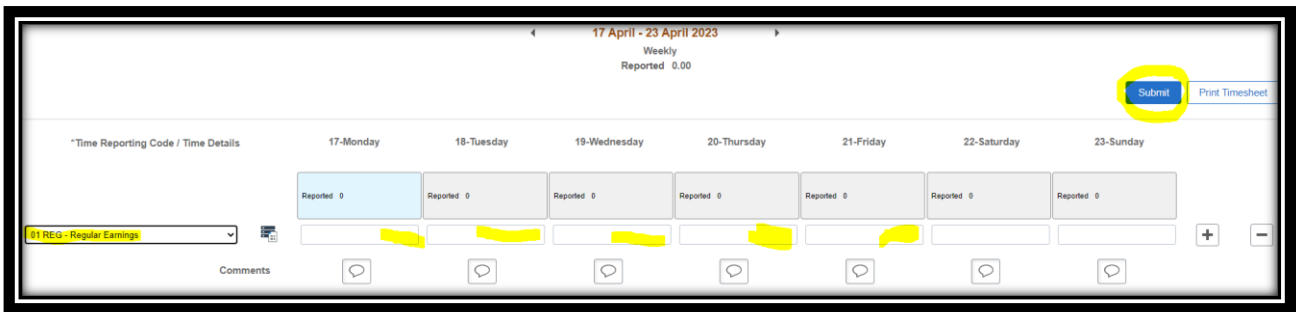 17 April - 23 April 2023
Weekly
Reported 0.00
Submit Print Timesheet
*Time Reporting Code / Time Details 17-Monday 18-Tuesday 19-Wednesday 20-Thursday 21-Friday 22-Saturday 23-Sunday
Reported 0 Reported 0 Reported 0 Reported 0 Reported 0 Reported 0 Reported 0
01 REG - Regular Earnings
Comments